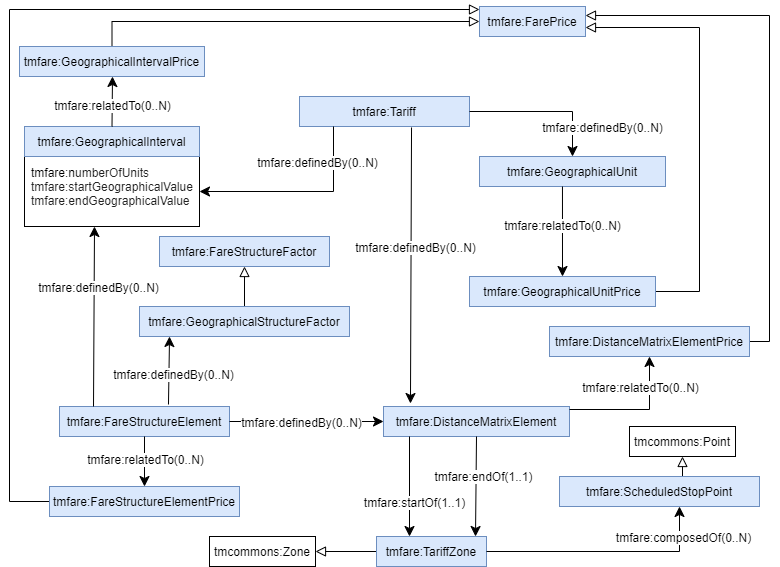 tmfare:FarePrice
tmfare:GeographicalIntervalPrice
tmfare:relatedTo(0..N)
tmfare:Tariff
tmfare:definedBy(0..N)
tmfare:GeographicalInterval
tmfare:definedBy(0..N)
tmfare:GeographicalUnit
tmfare:numberOfUnits
tmfare:startGeographicalValue
tmfare:endGeographicalValue
tmfare:relatedTo(0..N)
tmfare:FareStructureFactor
tmfare:definedBy(0..N)
tmfare:definedBy(0..N)
tmfare:GeographicalUnitPrice
tmfare:GeographicalStructureFactor
tmfare:DistanceMatrixElementPrice
tmfare:definedBy(0..N)
tmfare:relatedTo(0..N)
tmfare:FareStructureElement
tmfare:definedBy(0..N)
tmfare:DistanceMatrixElement
tmcommons:Point
tmfare:relatedTo(0..N)
tmfare:endOf(1..1)
tmfare:ScheduledStopPoint
tmfare:FareStructureElementPrice
tmfare:startOf(1..1)
tmfare:composedOf(0..N)
tmcommons:Zone
tmfare:TariffZone